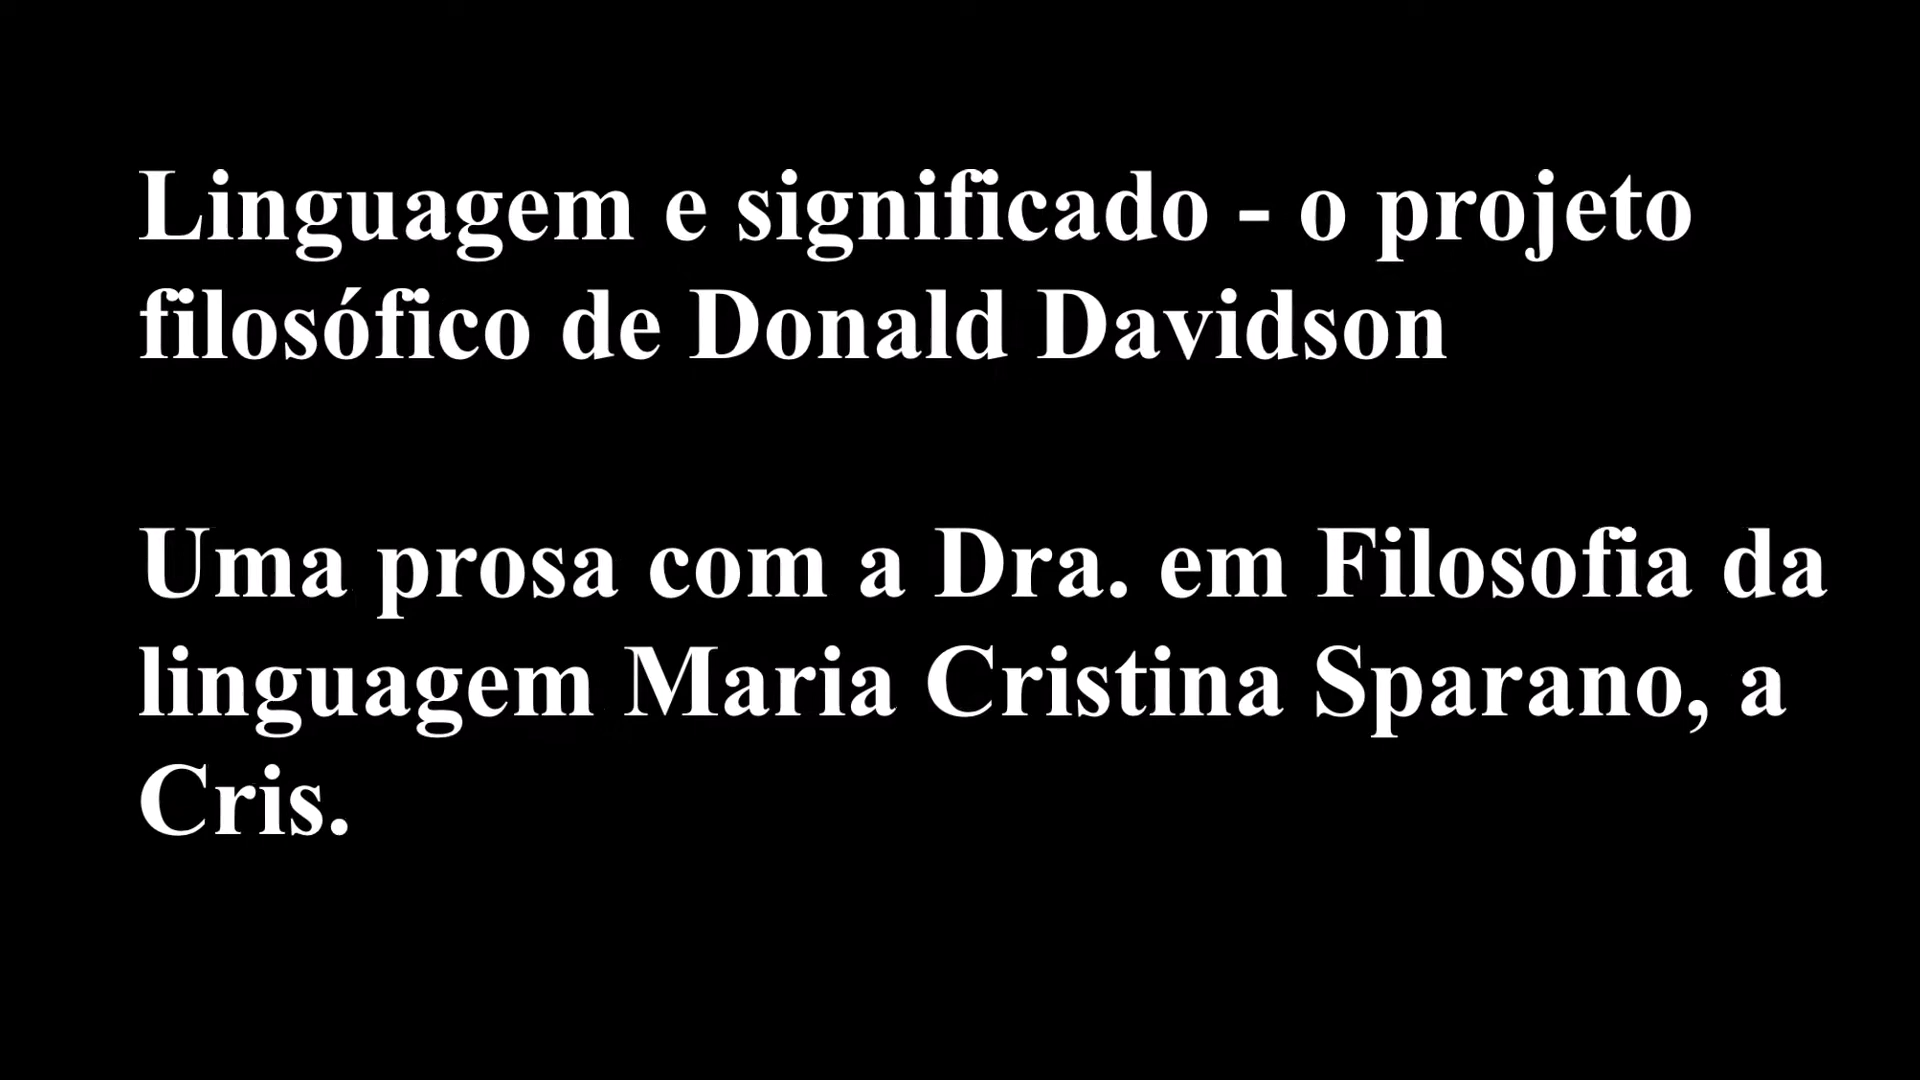 Linguagem e significado - o projeto
filosófico de Donald Davidson
Uma prosa com a Dra. em Filosofia da
linguagem Maria Cristina Sparano, a
Cris.